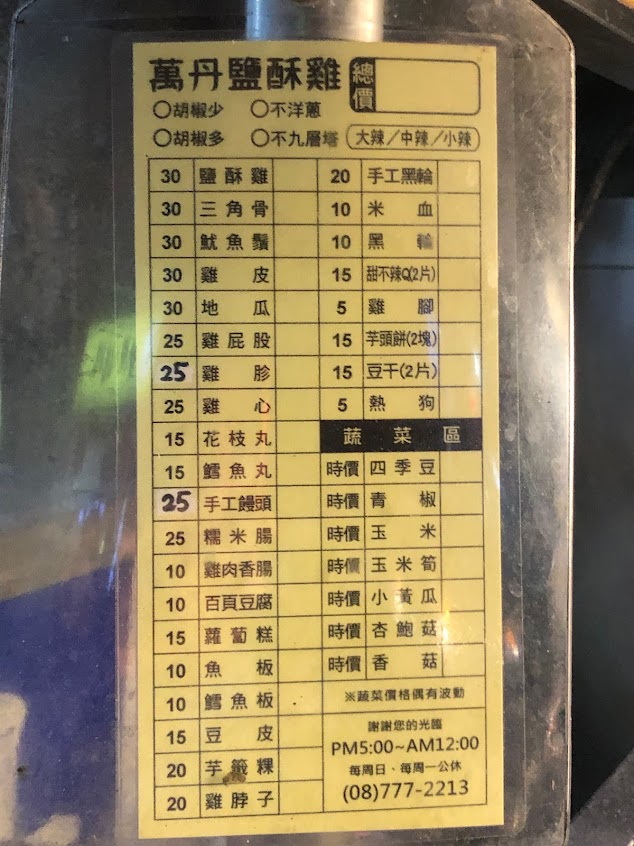 萬丹鹽酥雞
總價
○胡椒少 ○不洋蔥
○胡椒多 ○不九層塔 大辣/中辣/小辣
30 鹽酥雞
30 三角骨
30 魷魚鬚
30 雞皮
30 地瓜
25 雞屁股
25 雞胗
25 雞心
15 花枝丸
15 鱈魚丸
25 手工饅頭
25 糯米腸
10 雞肉香腸
10 百頁豆腐
15 蘿蔔糕
10 魚板
10 鱈魚板
15 豆皮
20 芋籤粿
20 雞脖子
20 手工黑輪
10 米血
10 黑輪
15 甜不辣Q(2片)
5 雞腳
15 芋頭餅(2塊)
15 豆干(2片)
5 熱狗
蔬菜區
時價 四季豆
時價 青椒
時價 玉米
時價 玉米筍
時價 小黃瓜
時價 杏鮑菇
時價 香菇
※蔬菜價格偶有波動
謝謝您的光臨
PM5:00~AM12:00
每周日、每周一公休
(08)777-2213